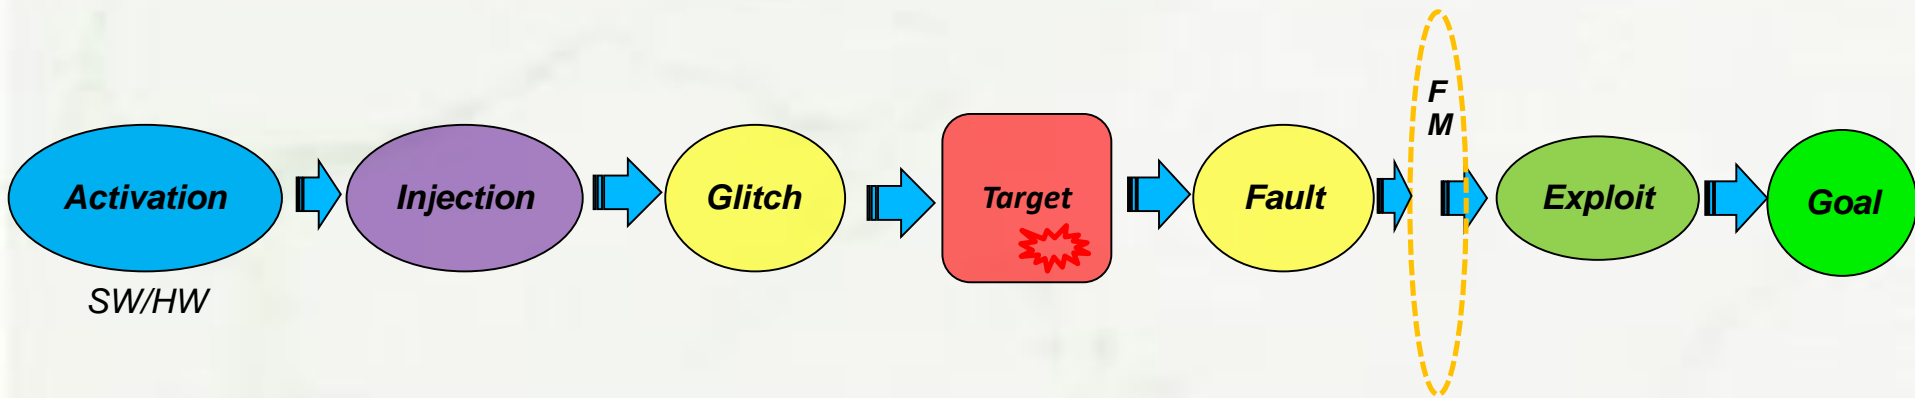 Activation
SW/HW
Injection
Glitch
Target
Fault
F
M
Exploit
Goal